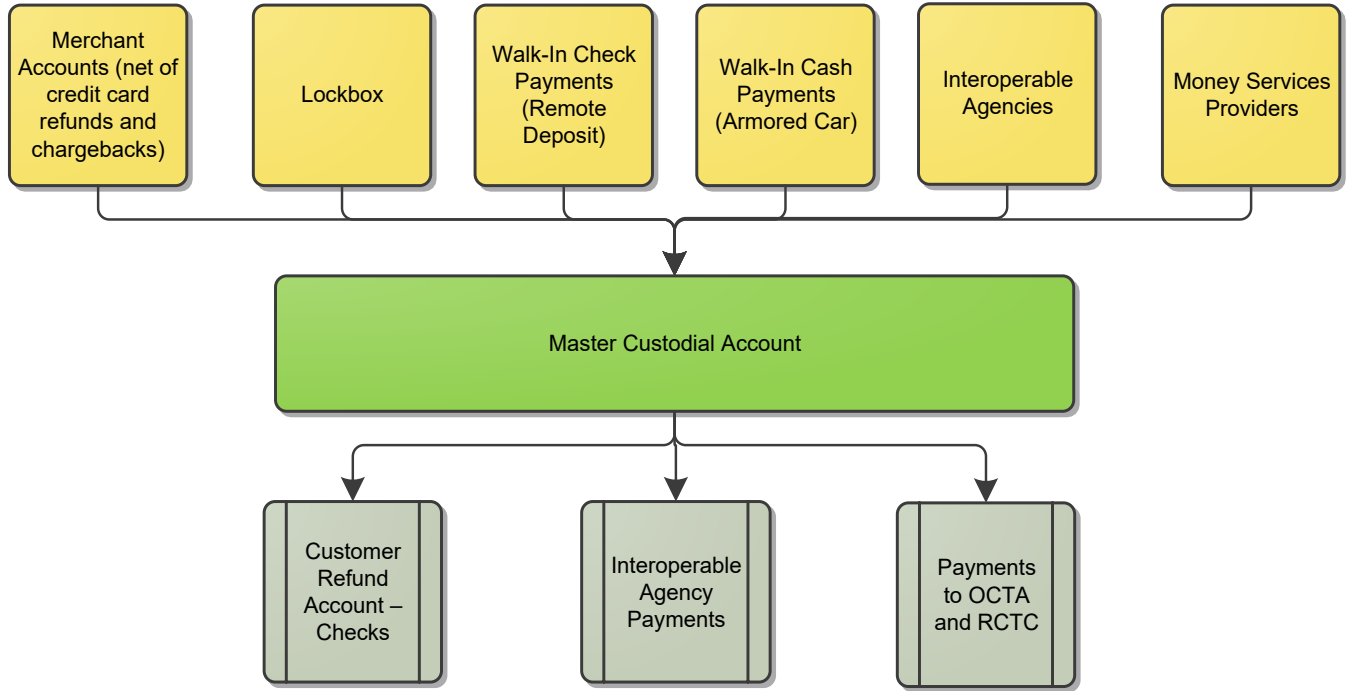 Merchant
Accounts (net of
credit card
refunds and
chargebacks)
Lockbox
Walk-In Check
Payments
(Remote
Deposit)
Walk-In Cash
Payments
(Armored Car)
Interoperable
Agencies
Money Services
Providers
Master Custodial Account
Customer
Refund
Account –
Checks
Interoperable
Agency
Payments
Payments
to OCTA
and RCTC